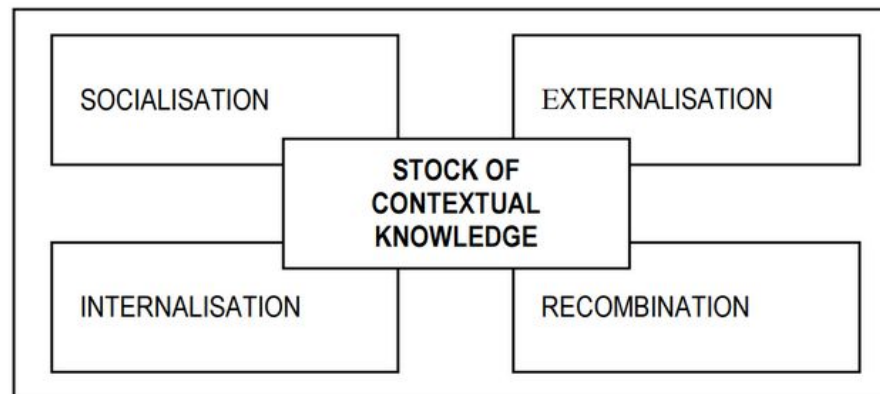 SOCIALISATION
EXTERNALISATION
STOCK OF
CONTEXTUAL
KNOWLEDGE
INTERNALISATION
RECOMBINATION